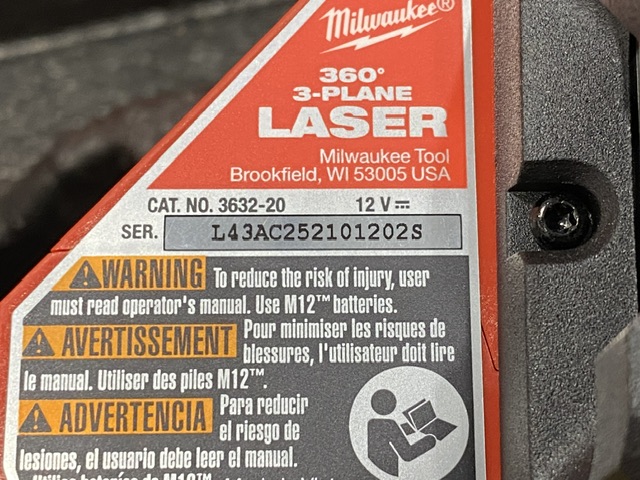 Milwaukee®
360°
3-PLANE
LASER
Milwaukee Tool
Brookfield, WI 53005 USA
CAT. NO. 3632-20 12 V⎓
SER. L43AC252101202S
WARNING To reduce the risk of injury, user
must read operator's manual. Use M12™ batteries.
AVERTISSEMENT Pour minimiser les risques de
blessures, l'utilisateur doit lire
le manual. Utiliser des piles M12™.
ADVERTENCIA Para reducir
el riesgo de
lesiones, el usuario debe leer el manual.